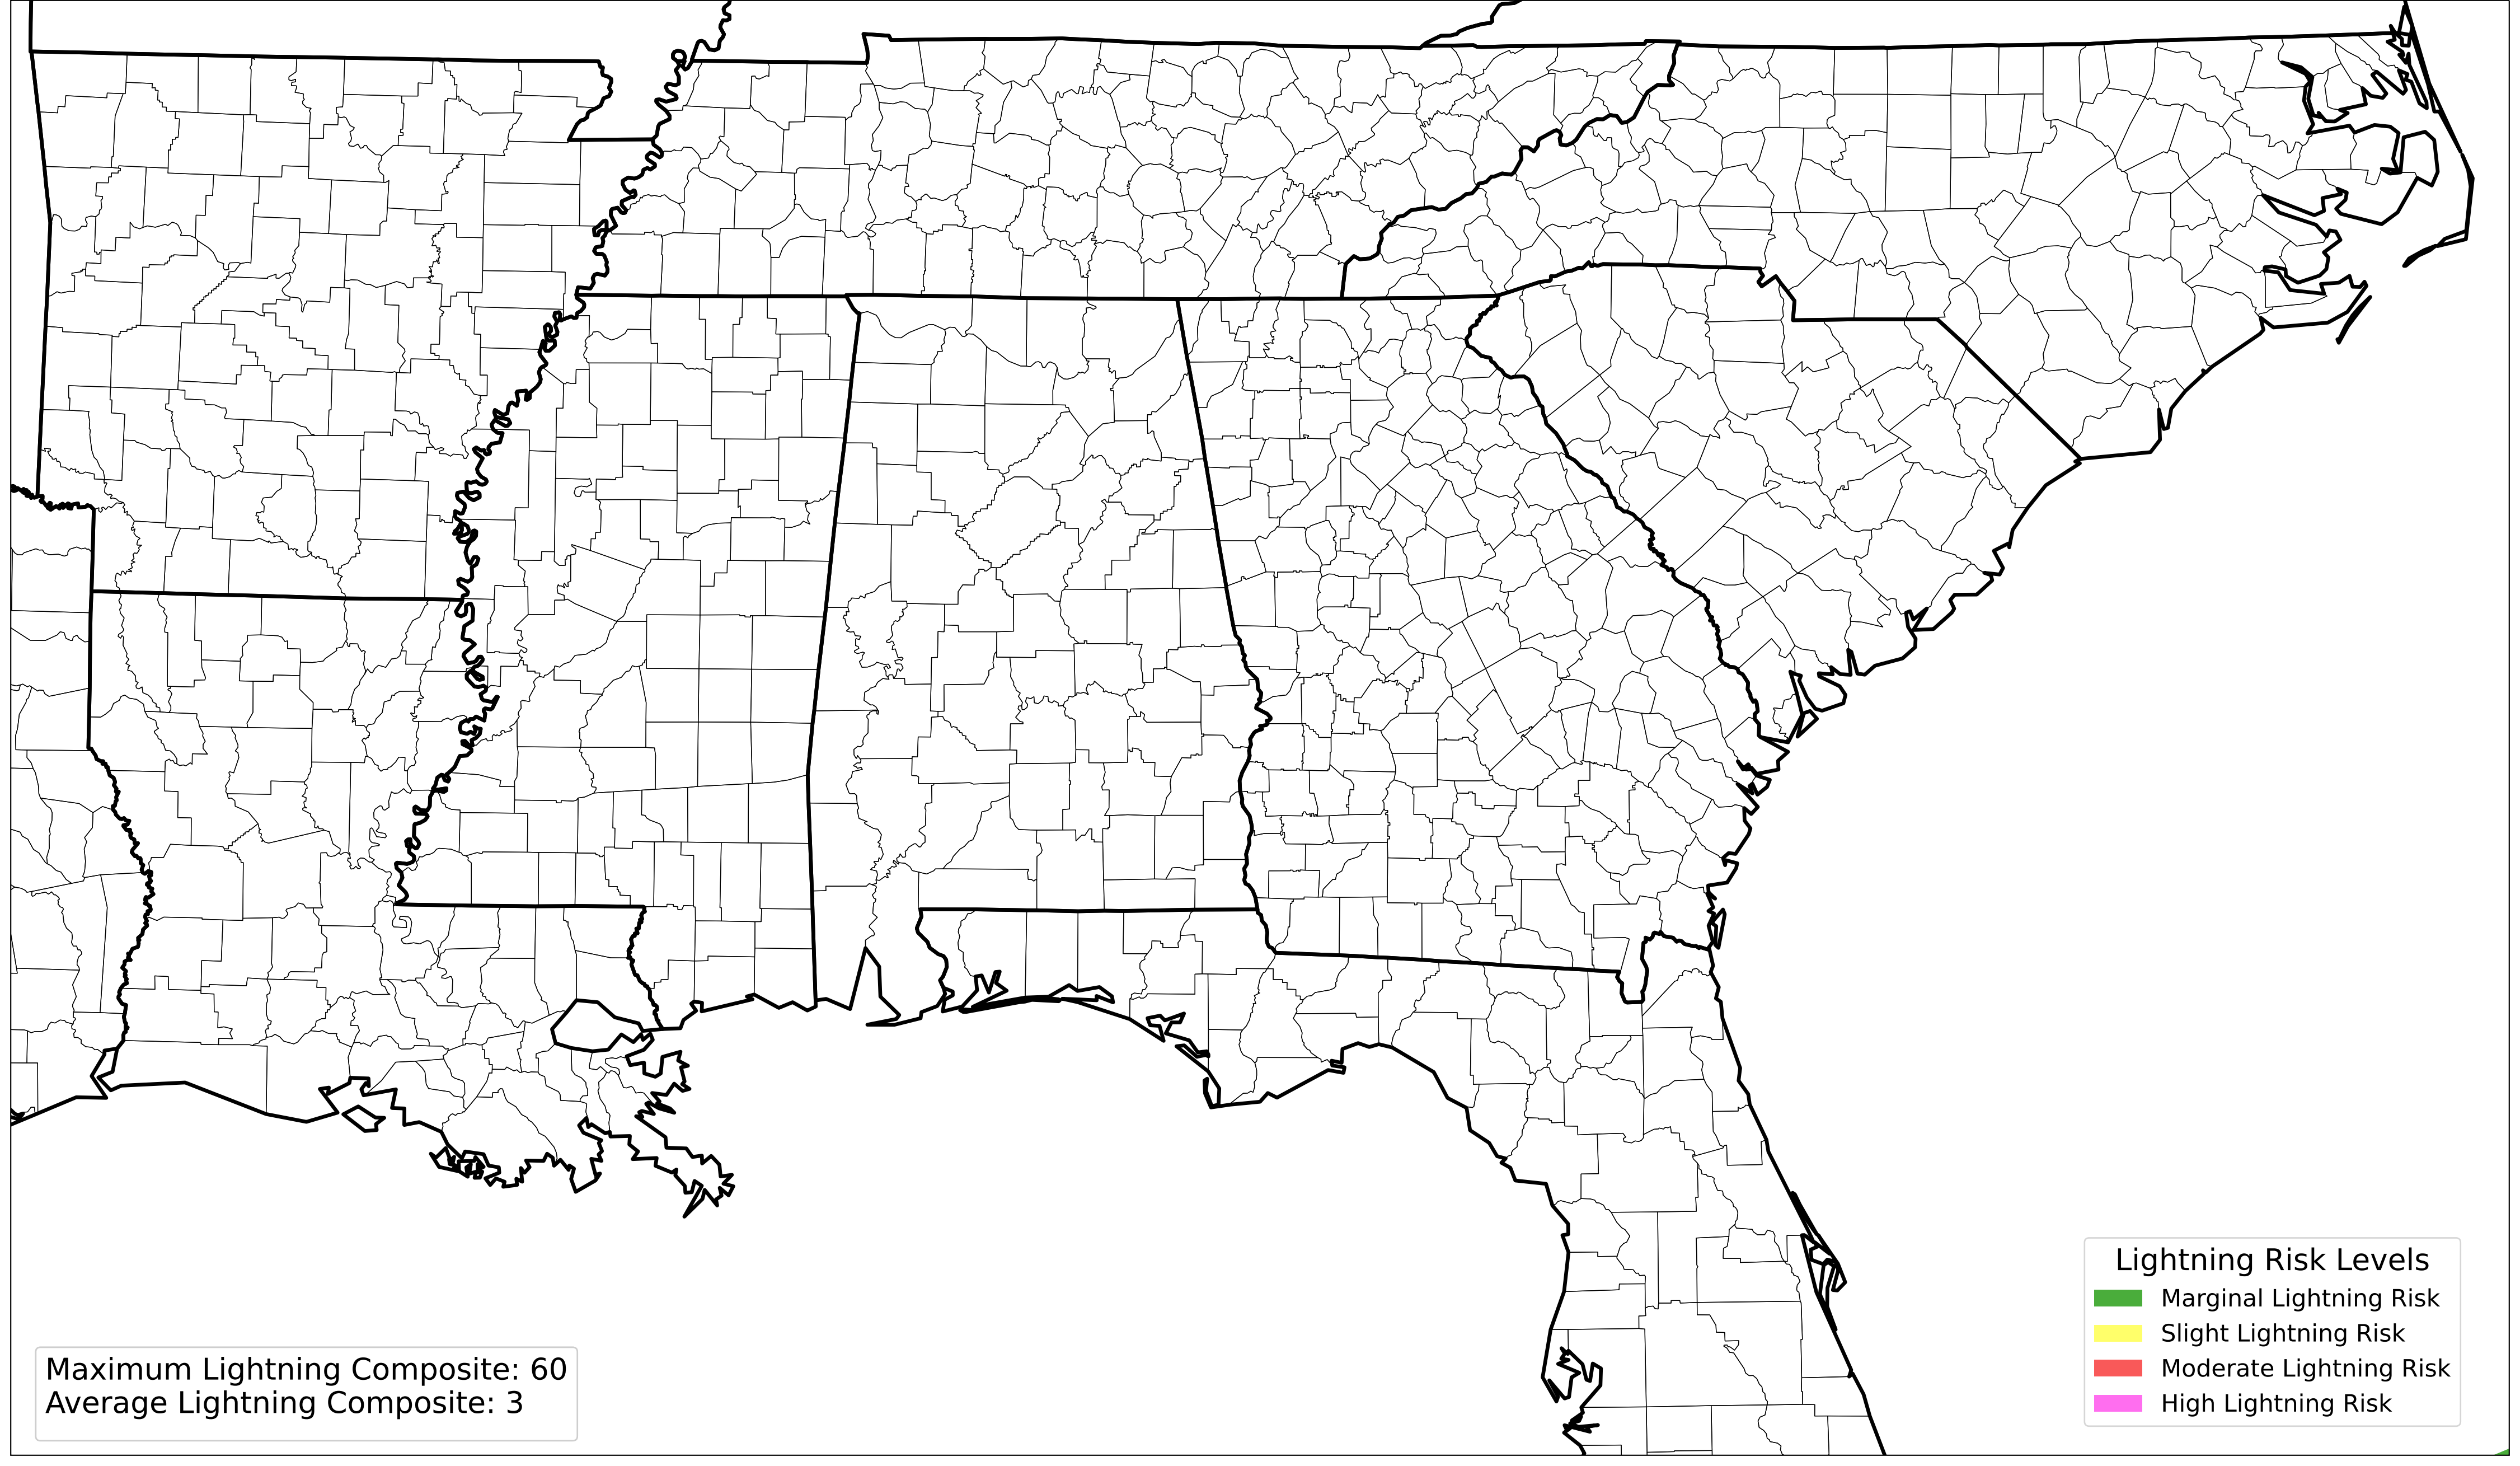 Maximum Lightning Composite: 60
Average Lightning Composite: 3
Lightning Risk Levels
Marginal Lightning Risk
Slight Lightning Risk
Moderate Lightning Risk
High Lightning Risk